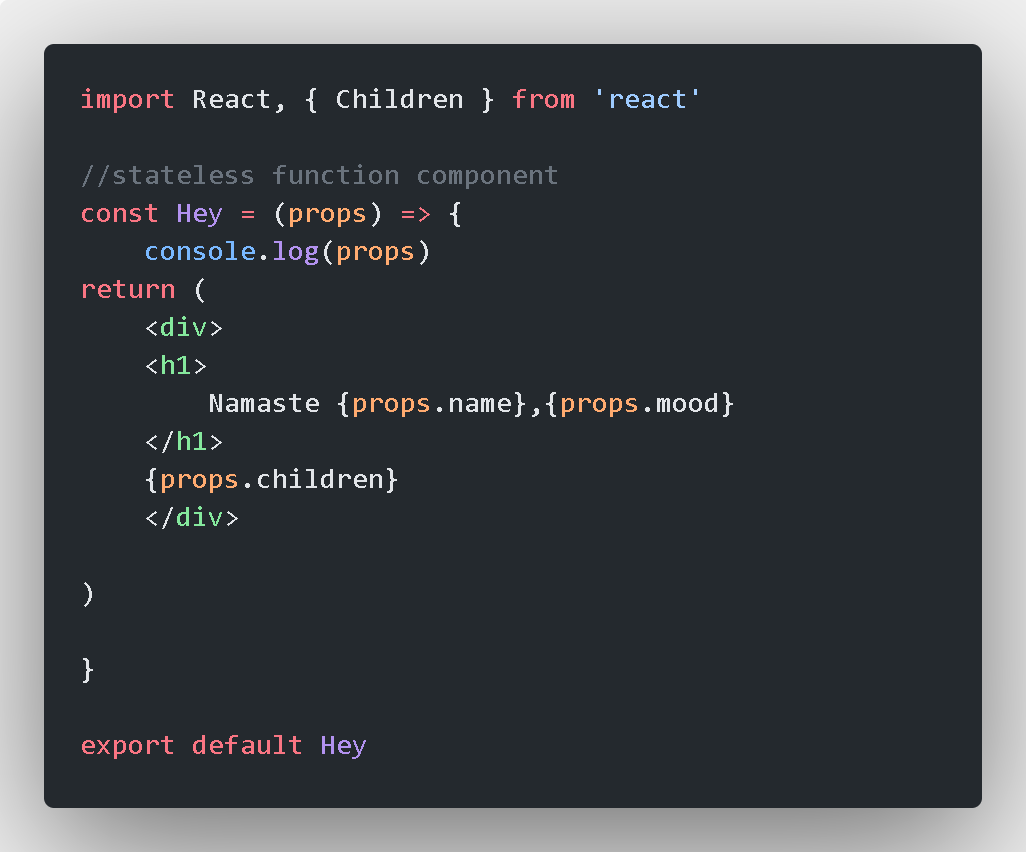 import React, { Children } from 'react'
//stateless function component
const Hey = (props) => {
console.log(props)
return (
<div>
<h1>
Namaste {props.name},{props.mood}
</h1>
{props.children}
</div>
)
}
export default Hey